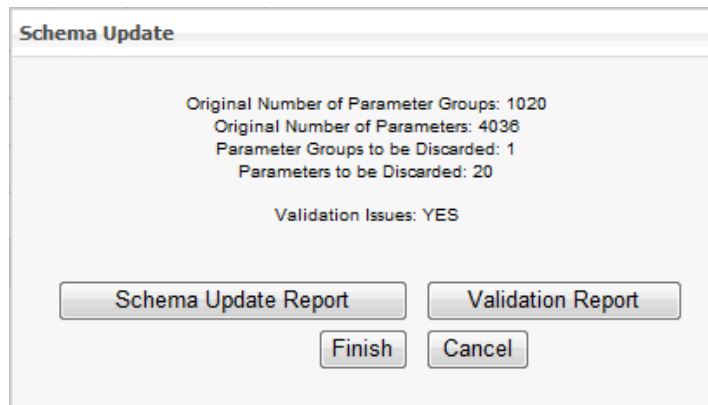 Schema Update
Original Number of Parameter Groups: 1020
Original Number of Parameters: 4036
Parameter Groups to be Discarded: 1
Parameters to be Discarded: 20
Validation Issues: YES
Schema Update Report
Validation Report
Finish
Cancel